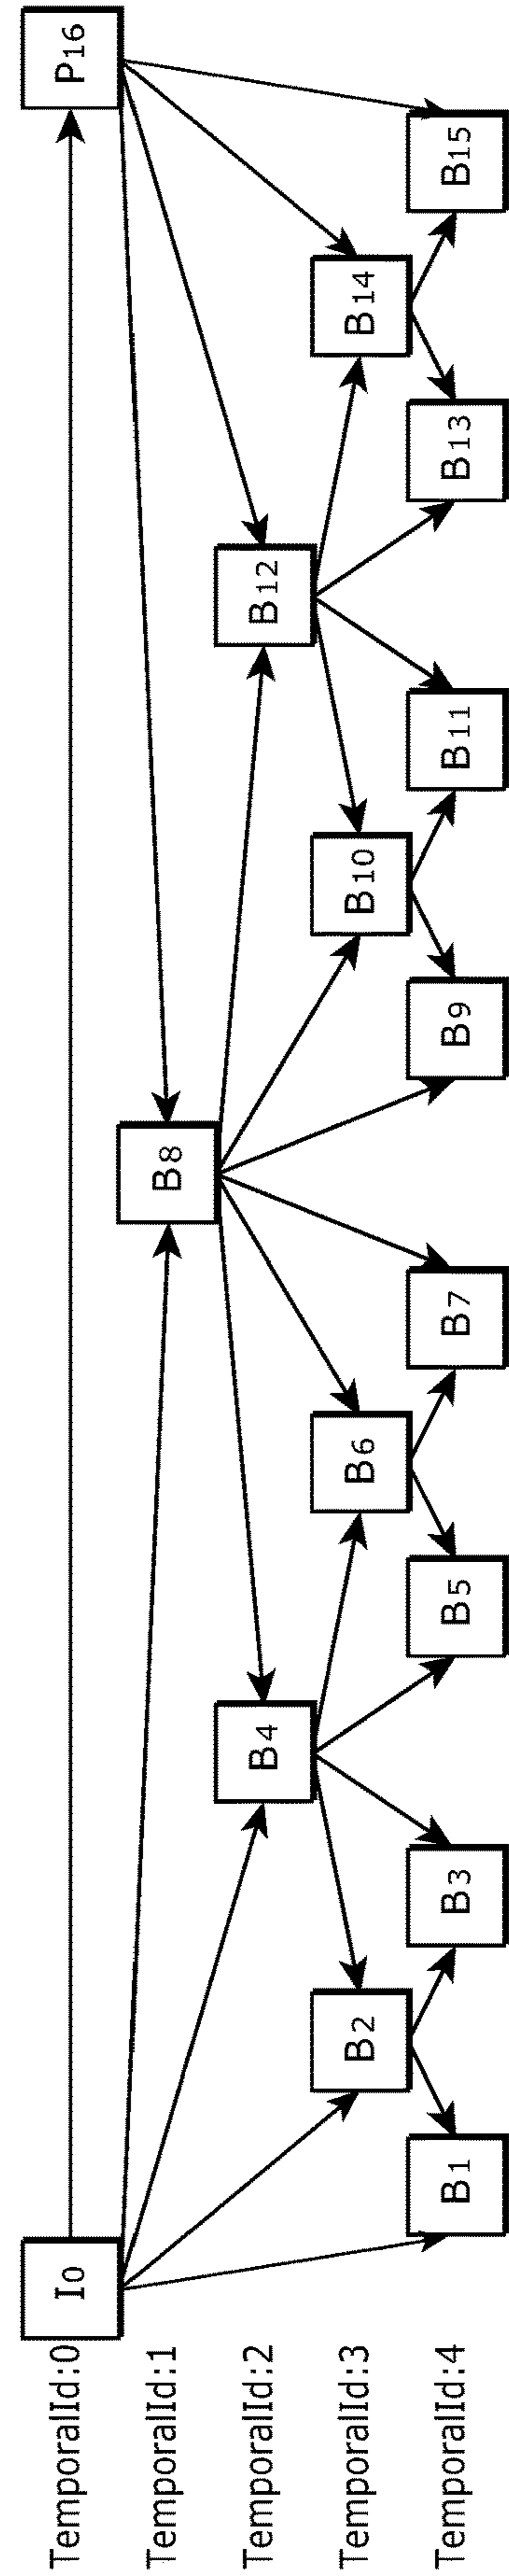 TemporalId:0
I0
P16
TemporalId:1
B8
TemporalId:2
B4
B12
TemporalId:3
B2
B6
B10
B14
TemporalId:4
B1
B3
B5
B7
B9
B11
B13
B15